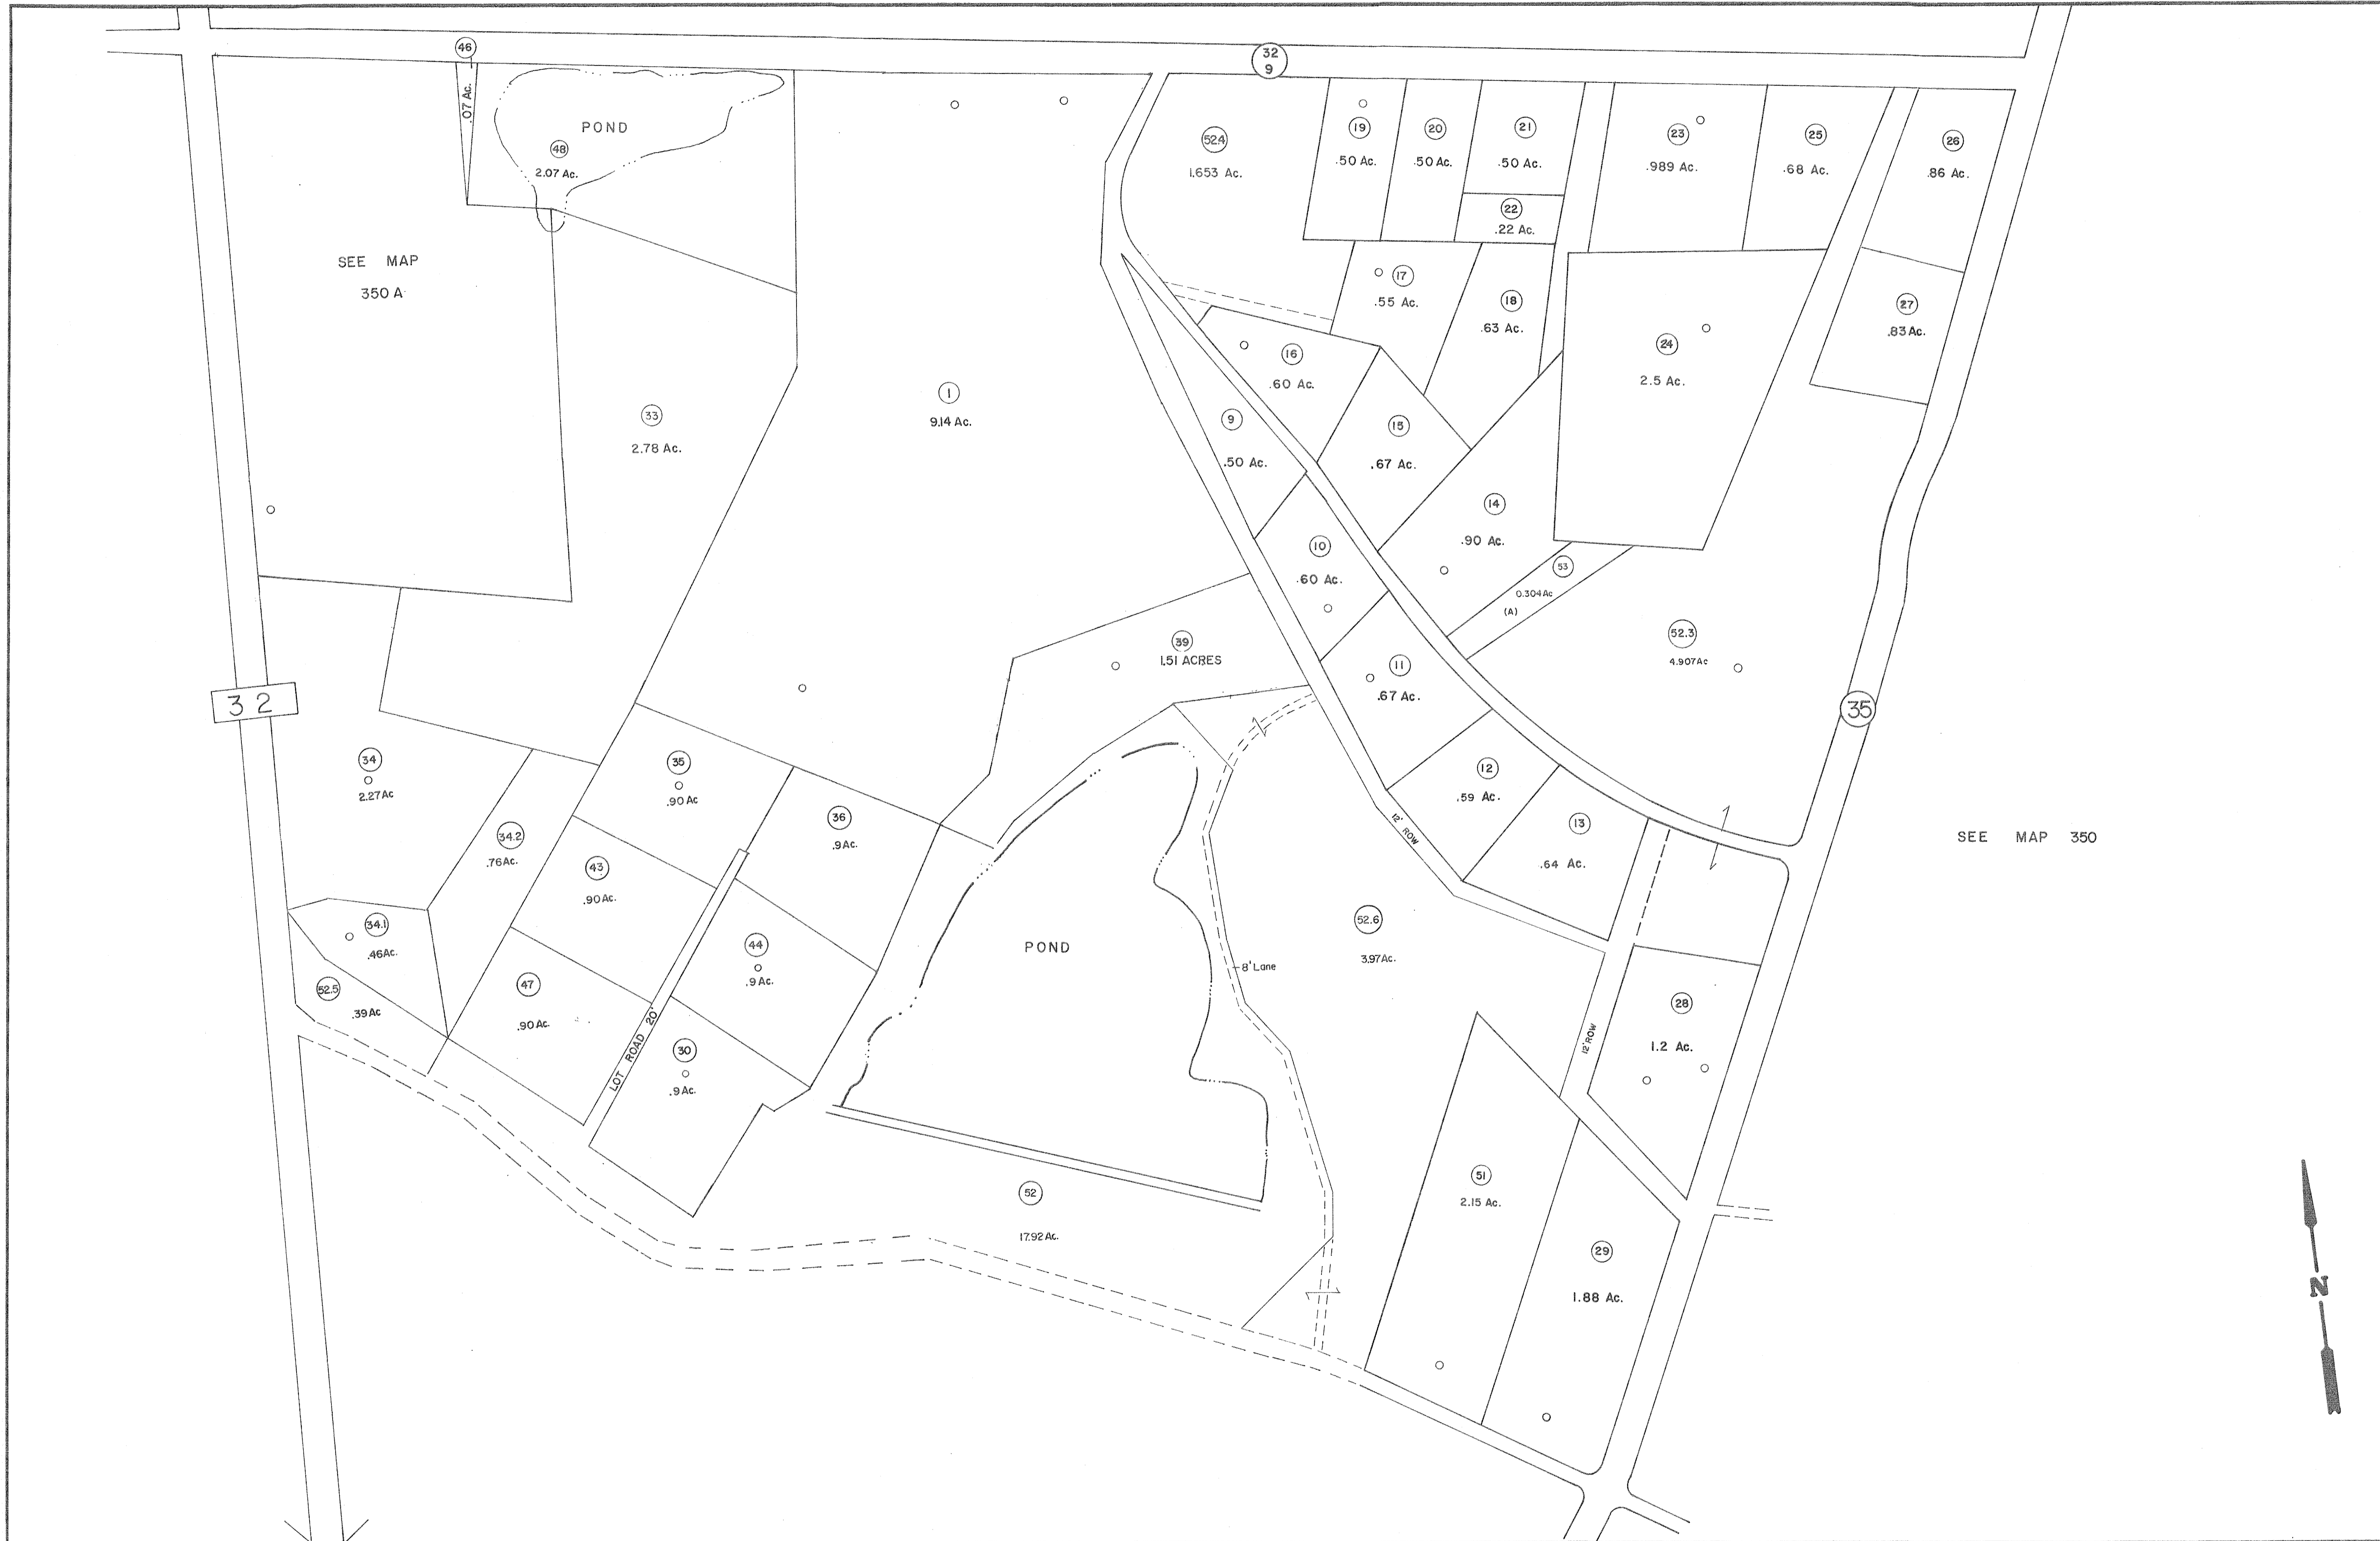 46
32
9
.07 Ac.
POND
48
2.07 Ac.
52.4
1.653 Ac.
19
.50 Ac.
20
.50 Ac.
21
.50 Ac.
22
.22 Ac.
23
.989 Ac.
25
.68 Ac.
26
.86 Ac.
SEE MAP
350 A
17
.55 Ac.
18
.63 Ac.
27
.83 Ac.
24
2.5 Ac.
16
.60 Ac.
1
9.14 Ac.
33
2.78 Ac.
9
.50 Ac.
15
.67 Ac.
14
.90 Ac.
10
.60 Ac.
53
0.304 Ac
(A)
39
1.51 ACRES
52.3
4.907 Ac
11
.67 Ac.
32
35
34
2.27 Ac
35
.90 Ac
12
.59 Ac.
13
.64 Ac.
12' ROW
36
.9 Ac.
34.2
.76 Ac.
43
.90 Ac.
SEE MAP 350
34.1
.46 Ac.
44
.9 Ac.
POND
52.6
3.97 Ac.
8' Lane
52.5
.39 Ac
47
.90 Ac.
28
1.2 Ac.
12' ROW
LOT ROAD 20'
30
.9 Ac.
51
2.15 Ac.
52
17.92 Ac.
29
1.88 Ac.
N